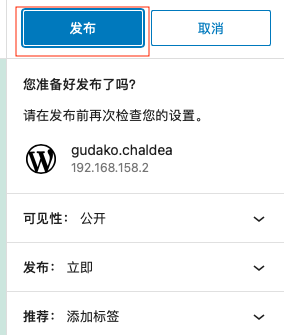 发布 取消
您准备好发布了吗?
请在发布前再次检查您的设置。
gudako.chaldea
192.168.158.2
可见性： 公开
发布： 立即
推荐： 添加标签